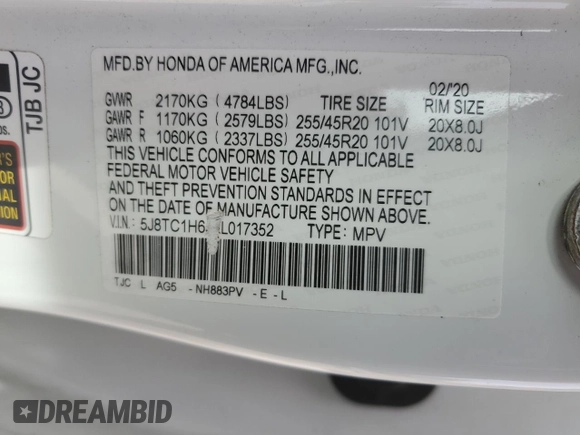 MFD.BY HONDA OF AMERICA MFG.,INC.
02/'20
GVWR 2170KG ( 4784LBS) TIRE SIZE RIM SIZE
GAWR F 1170KG ( 2579LBS) 255/45R20 101V 20X8.0J
GAWR R 1060KG ( 2337LBS) 255/45R20 101V 20X8.0J
THIS VEHICLE CONFORMS TO ALL APPLICABLE
FEDERAL MOTOR VEHICLE SAFETY
AND THEFT PREVENTION STANDARDS IN EFFECT
ON THE DATE OF MANUFACTURE SHOWN ABOVE.
V.I.N: 5J8TC1H6 L017352 TYPE: MPV
TJC L AG5 -NH883PV -E-L
TJB JC
DREAMBID